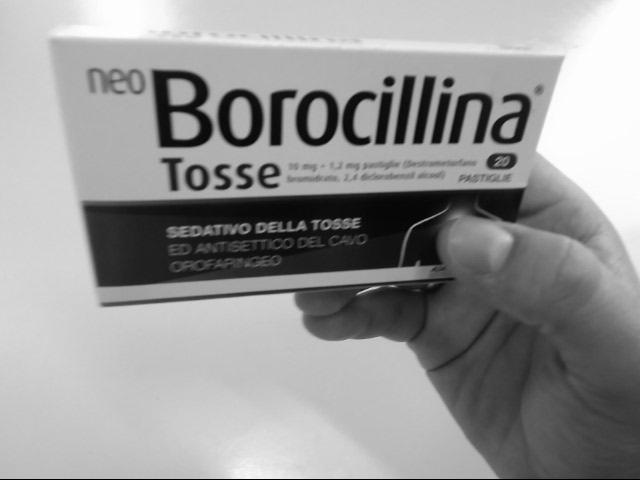 neo Borocillina®
Tosse
10 mg + 1,2 mg pastiglie (Destrometorfano
bromidrato, 2,4 diclorobenzil alcool)
20
PASTIGLIE
SEDATIVO DELLA TOSSE
ED ANTISETTICO DEL CAVO
OROFARINGEO